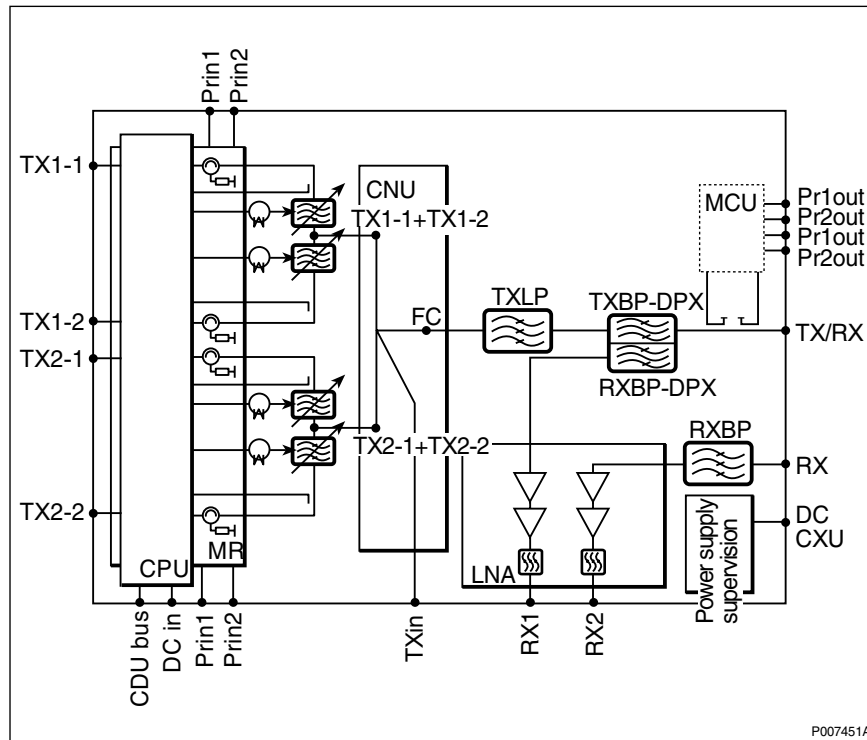 Prin1
Prin2
TX1-1
CNU
TX1-1+TX1-2
MCU
Pr1out
Pr2out
Pr1out
Pr2out
TXLP
TXBP-DPX
FC
TX1-2
TX/RX
TX2-1
RXBP-DPX
TX2-1+TX2-2
RXBP
RX
TX2-2
DC
CXU
Power supply
supervision
MR
CPU
LNA
CDU bus
DC in
Prin1
Prin2
TXin
RX1
RX2
P007451A